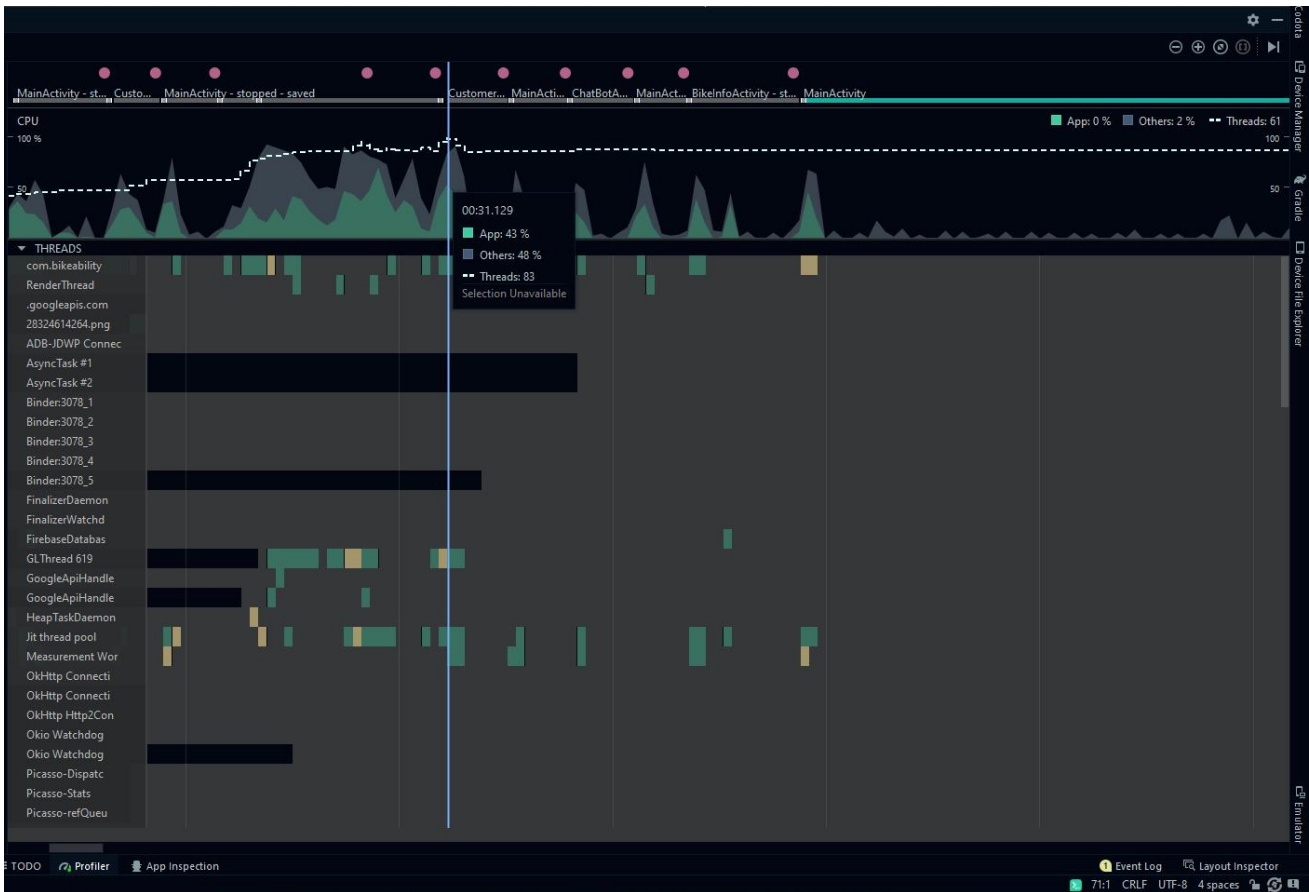 MainActivity - st... Custo... MainActivity - stopped - saved Customer... MainActi... ChatBotA... MainAct... BikeInfoActivity - st... MainActivity
CPU App: 0 % Others: 2 % Threads: 61
100 % 100
50 50
00:31.129
App: 43 %
Others: 48 %
Threads: 83
Selection Unavailable
THREADS
com.bikeability
RenderThread
.googleapis.com
28324614264.png
ADB-JDWP Connec
AsyncTask #1
AsyncTask #2
Binder:3078_1
Binder:3078_2
Binder:3078_3
Binder:3078_4
Binder:3078_5
FinalizerDaemon
FinalizerWatchd
FirebaseDatabas
GLThread 619
GoogleApiHandle
GoogleApiHandle
HeapTaskDaemon
Jit thread pool
Measurement Wor
OkHttp Connecti
OkHttp Connecti
OkHttp Http2Con
Okio Watchdog
Okio Watchdog
Picasso-Dispatc
Picasso-Stats
Picasso-refQueu
Codota
Device Manager
Gradle
Device File Explorer
Emulator
TODO Profiler App Inspection 1 Event Log Layout Inspector
71:1 CRLF UTF-8 4 spaces